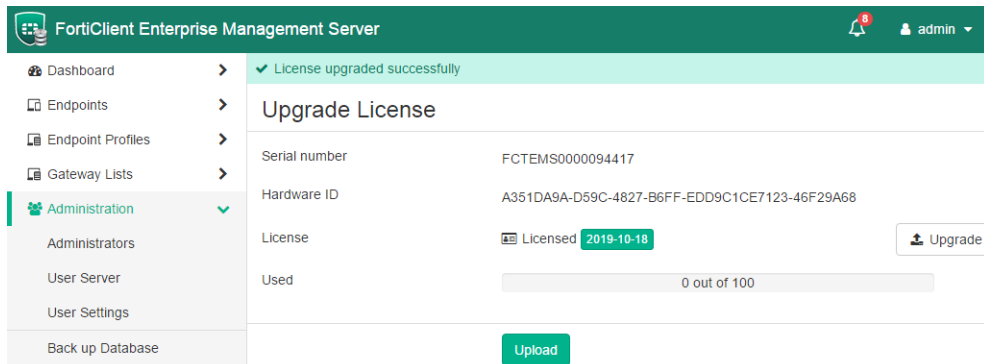 FortiClient Enterprise Management Server
8
admin
Dashboard
Endpoints
Endpoint Profiles
Gateway Lists
Administration
Administrators
User Server
User Settings
Back up Database
License upgraded successfully
Upgrade License
Serial number FCTEMS0000094417
Hardware ID A351DA9A-D59C-4827-B6FF-EDD9C1CE7123-46F29A68
License Licensed 2019-10-18 Upgrade
Used 0 out of 100
Upload